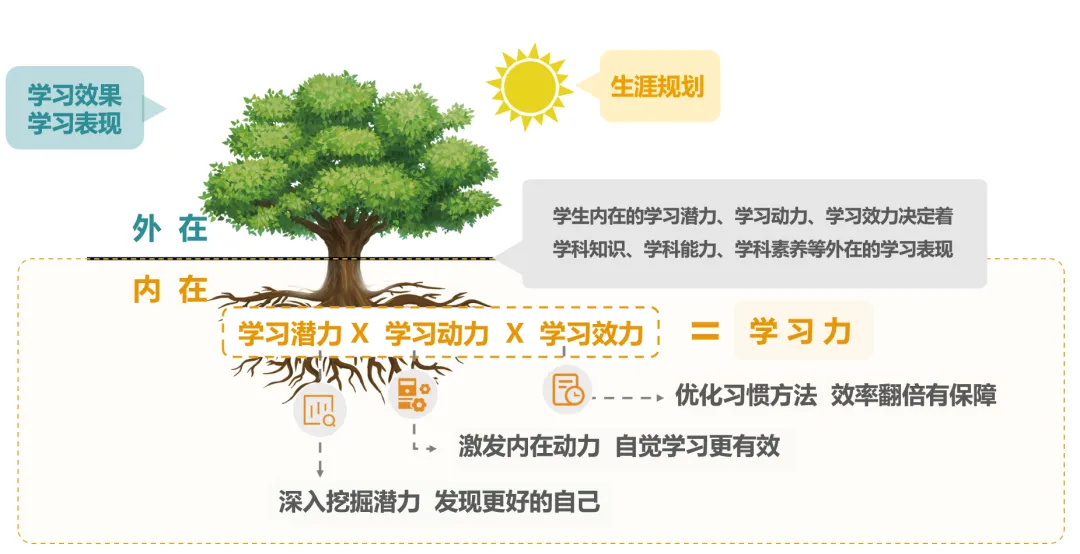 学习效果
学习表现
生涯规划
外 在
学生内在的学习潜力、学习动力、学习效力决定着
学科知识、学科能力、学科素养等外在的学习表现
内 在
学习潜力 X 学习动力 X 学习效力 = 学习力
优化习惯方法 效率翻倍有保障
激发内在动力 自觉学习更有效
深入挖掘潜力 发现更好的自己